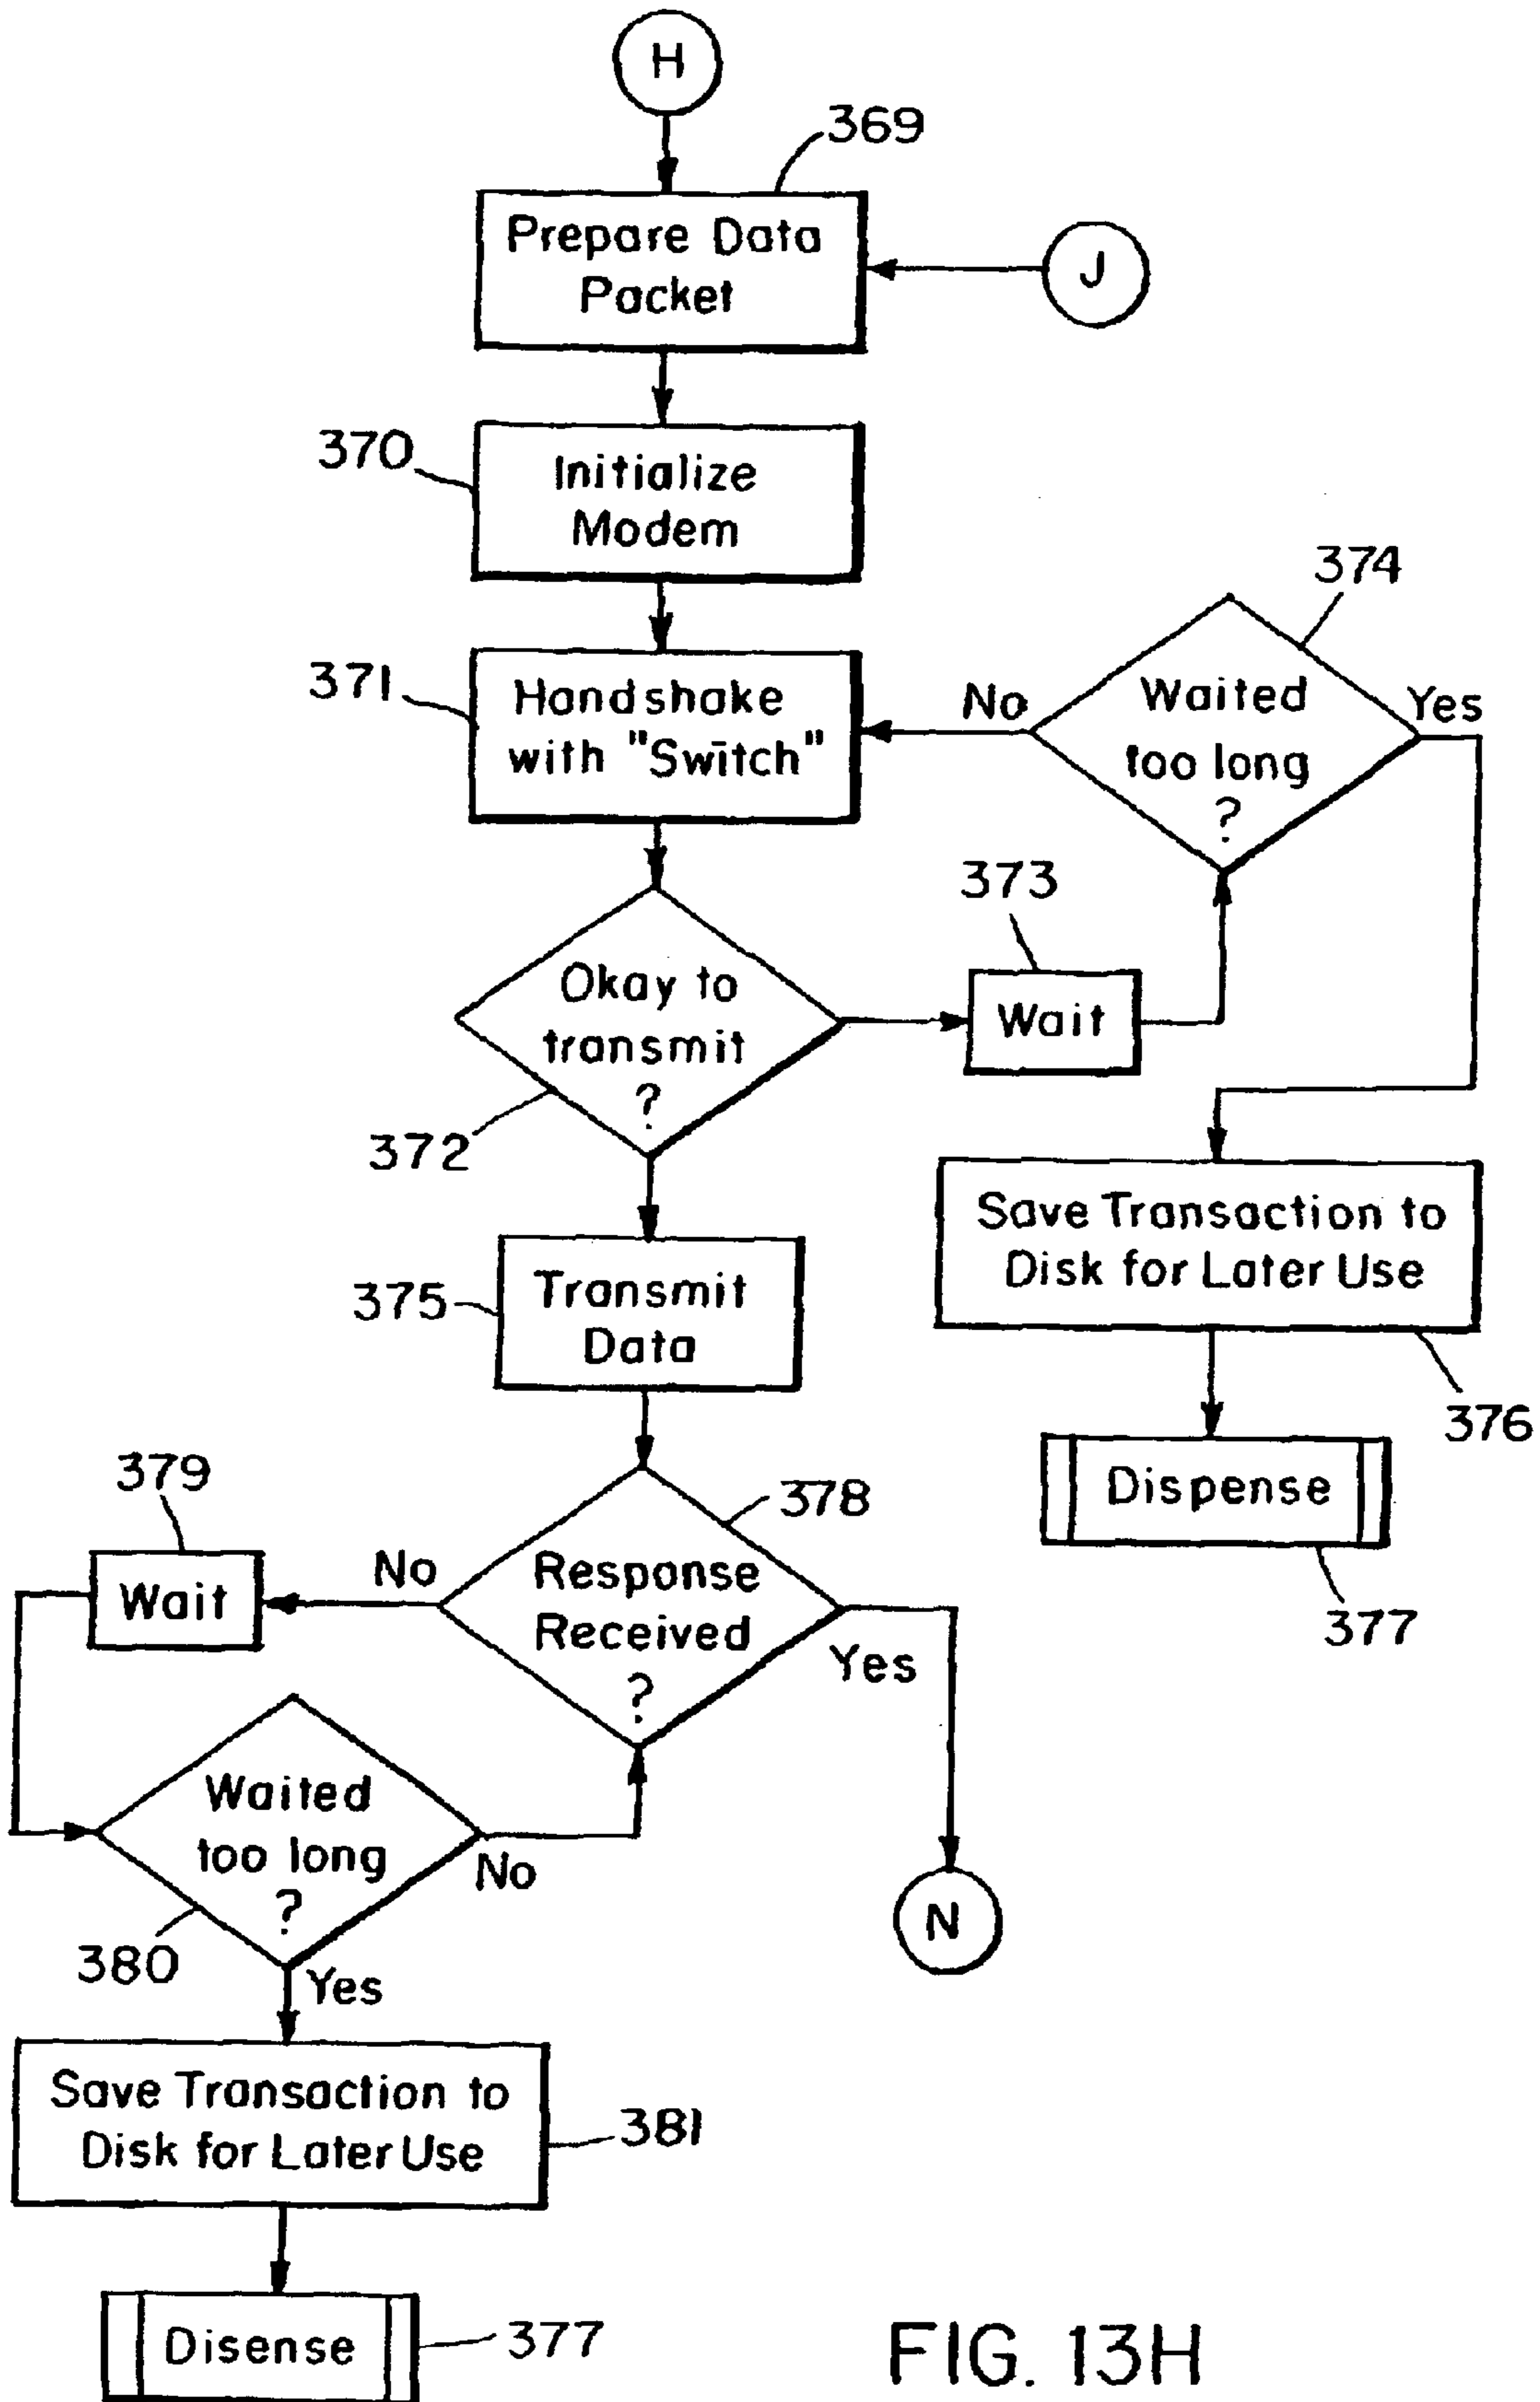 H
369
Prepare Data
Packet
J
370
Initialize
Modem
374
371
Handshake
with "Switch"
No
Waited
too long
?
Yes
373
Okay to
transmit
?
Wait
372
Save Transaction to
Disk for Later Use
375
Transmit
Data
376
379
378
Dispense
No
Response
Received
?
Wait
377
Yes
Waited
too long
?
No
N
380
Yes
Save Transaction to
Disk for Later Use
381
Disense
377
FIG. 13H